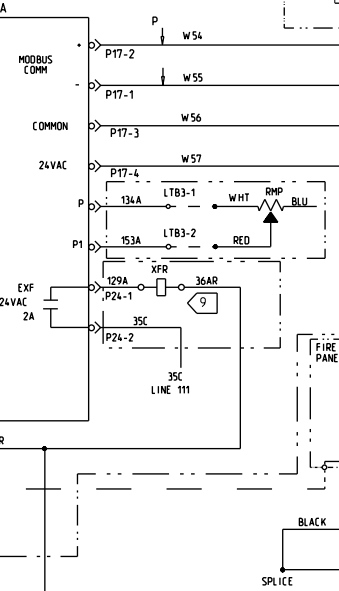 A
P
W54
+
P17-2
MODBUS
COMM
W55
-
P17-1
W56
COMMON
P17-3
W57
24VAC
P17-4
P
134A
LTB3-1
WHT
RMP
BLU
P1
153A
LTB3-2
RED
XFR
EXF
24VAC
2A
129A
P24-1
36AR
9
35C
P24-2
35C
LINE 111
FIRE
PANE
R
BLACK
SPLICE